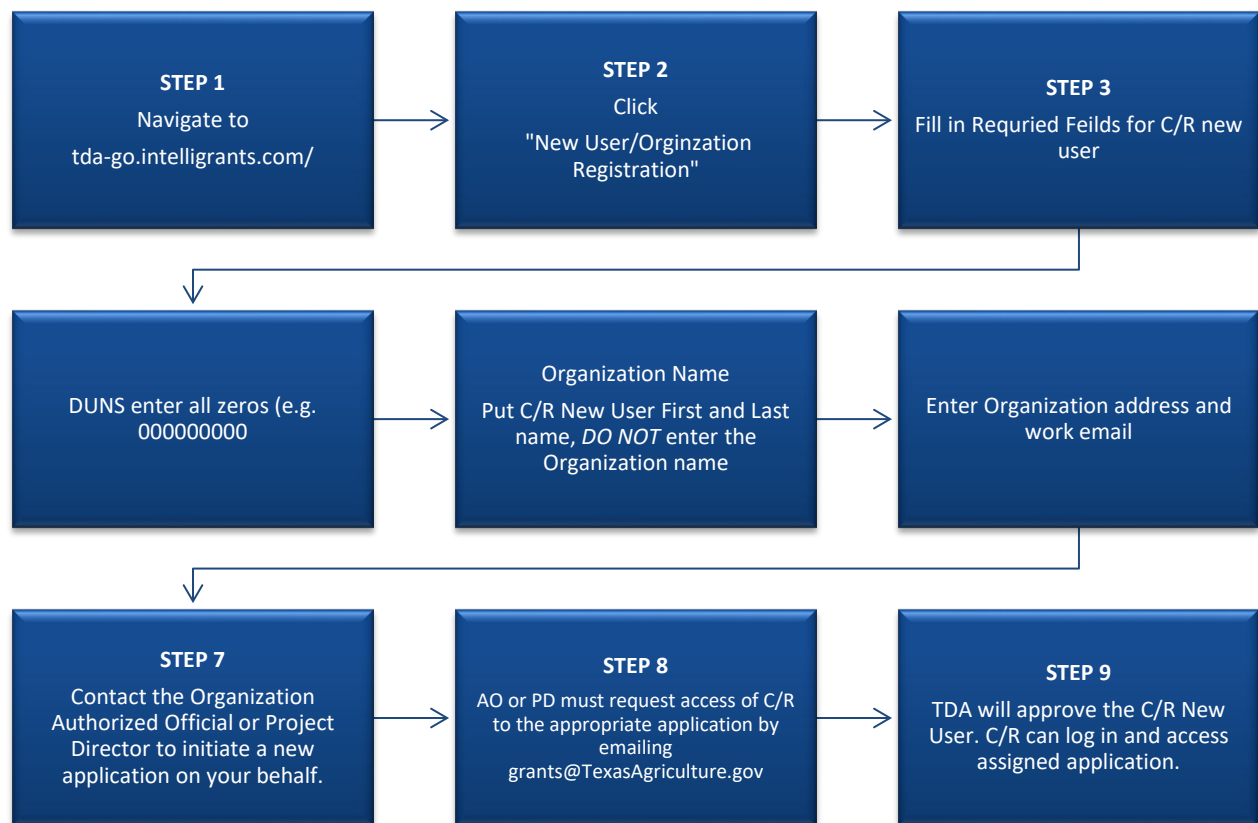 STEP 1
Navigate to
tda-go.intelligrants.com/
STEP 2
Click
"New User/Orginzation
Registration"
STEP 3
Fill in Requried Feilds for C/R new
user
DUNS enter all zeros (e.g.
000000000
Organization Name
Put C/R New User First and Last
name, DO NOT enter the
Organization name
Enter Organization address and
work email
STEP 7
Contact the Organization
Authorized Official or Project
Director to initiate a new
application on your behalf.
STEP 8
AO or PD must request access of C/R
to the appropriate application by
emailing
grants@TexasAgriculture.gov
STEP 9
TDA will approve the C/R New
User. C/R can log in and access
assigned application.